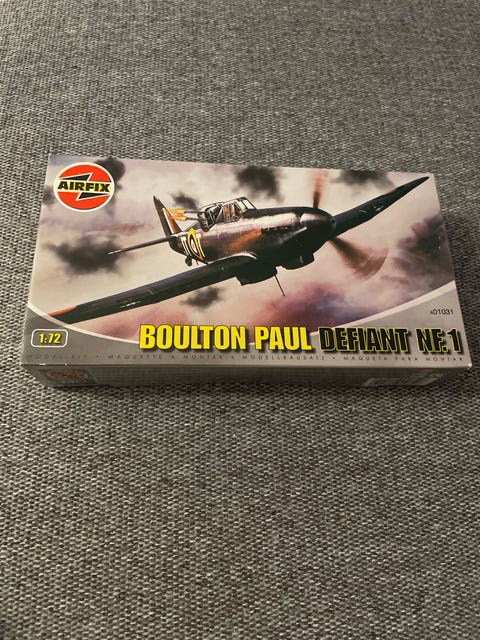 AIRFIX
A01031
1:72
BOULTON PAUL DEFIANT NF.1
MODEL KIT • MAQUETTE A MONTER • MODELLBAUSATZ • MAQUETA PARA MONTAR